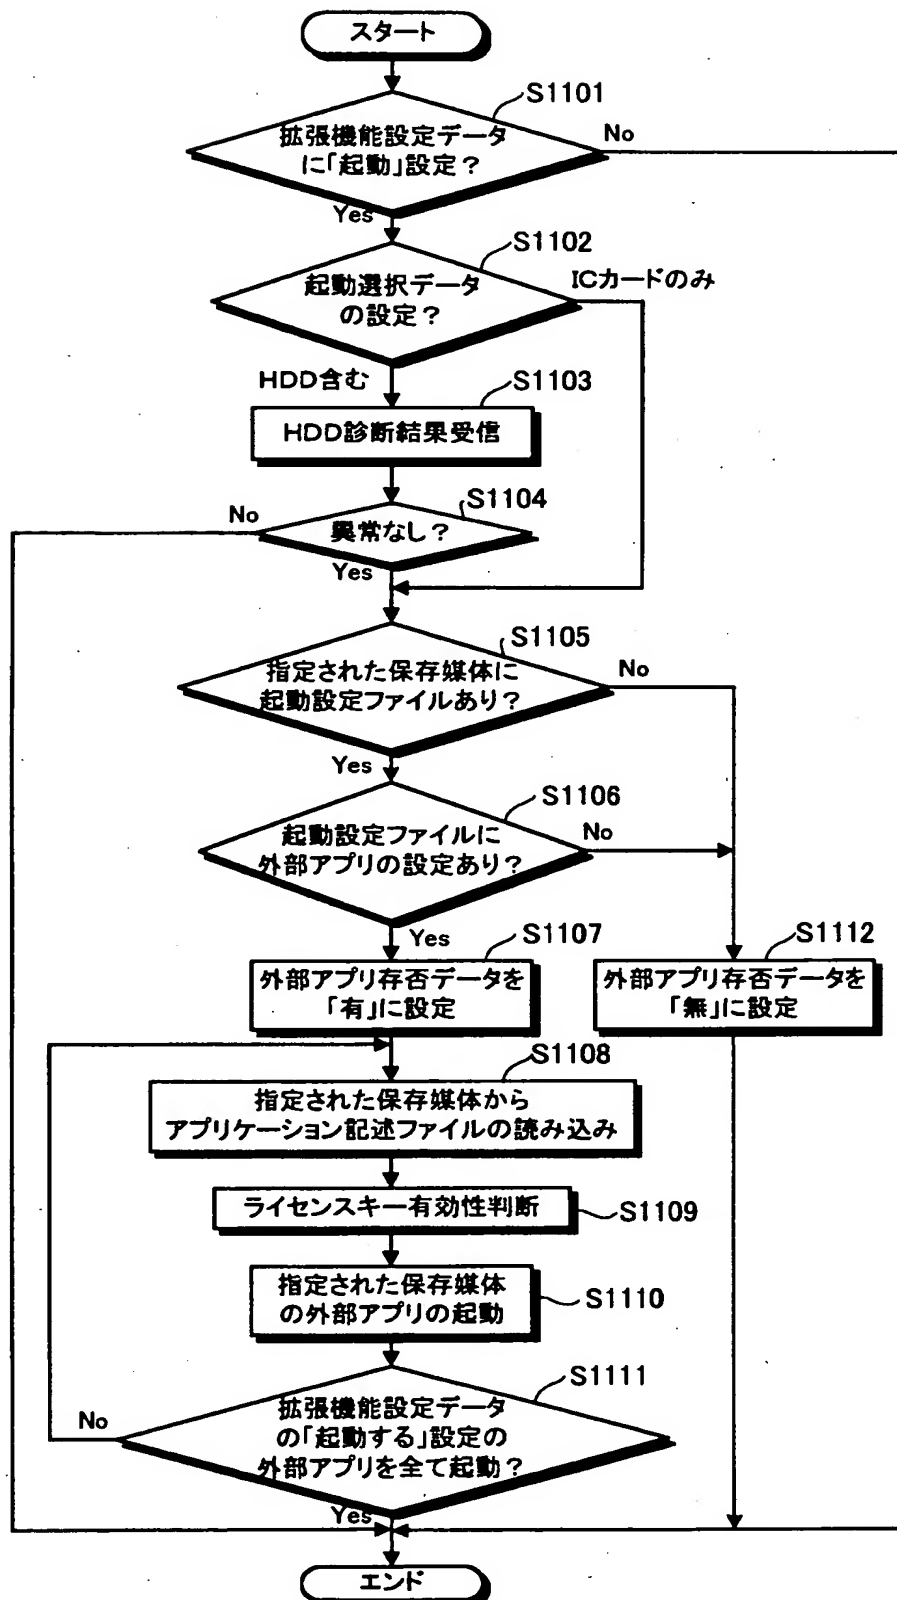 スタート
S1101
拡張機能設定データ
に「起動」設定?
No
Yes
S1102
起動選択データ
の設定?
ICカードのみ
HDD含む
S1103
HDD診断結果受信
S1104
異常なし?
No
Yes
S1105
指定された保存媒体に
起動設定ファイルあり?
No
Yes
S1106
起動設定ファイルに
外部アプリの設定あり?
No
Yes
S1107
外部アプリ存否データを
「有」に設定
S1112
外部アプリ存否データを
「無」に設定
S1108
指定された保存媒体から
アプリケーション記述ファイルの読み込み
ライセンスキー有効性判断
S1109
指定された保存媒体
の外部アプリの起動
S1110
S1111
拡張機能設定データ
の「起動する」設定の
外部アプリを全て起動?
No
Yes
エンド